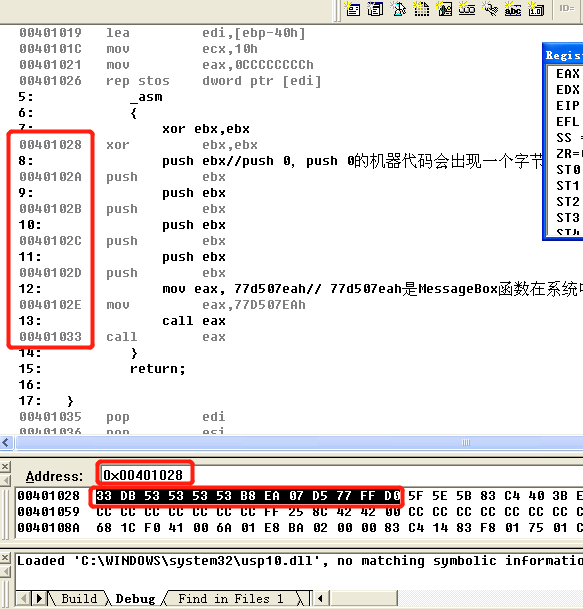 ID=
00401019 lea edi,[ebp-40h]
0040101C mov ecx,10h
00401021 mov eax,0CCCCCCCCh
00401026 rep stos dword ptr [edi]
5: _asm
6: {
7: xor ebx,ebx
00401028 xor ebx,ebx
8: push ebx//push 0, push 0的机器代码会出现一个字节
0040102A push ebx
9: push ebx
0040102B push ebx
10: push ebx
0040102C push ebx
11: push ebx
0040102D push ebx
12: mov eax, 77d507eah// 77d507eah是MessageBox函数在系统中
0040102E mov eax,77D507EAh
13: call eax
00401033 call eax
14: }
15: return;
16:
17: }
00401035 pop edi
00401036 pop esi
Regist
EAX
EDX
EIP
EFL
SS =
ZR=
ST0
ST1
ST2
ST3
ST4
Address: 0x00401028
00401028 33 DB 53 53 53 53 B8 EA 07 D5 77 FF D0 5F 5E 5B 83 C4 40 3B E
00401059 CC CC CC CC CC CC CC FF 25 8C 42 42 00 CC CC CC CC CC CC CC C
0040108A 68 1C F0 41 00 6A 01 E8 BA 02 00 00 83 C4 14 83 F8 01 75 01 C
Loaded 'C:\WINDOWS\system32\usp10.dll', no matching symbolic informatio
Build Debug Find in Files 1